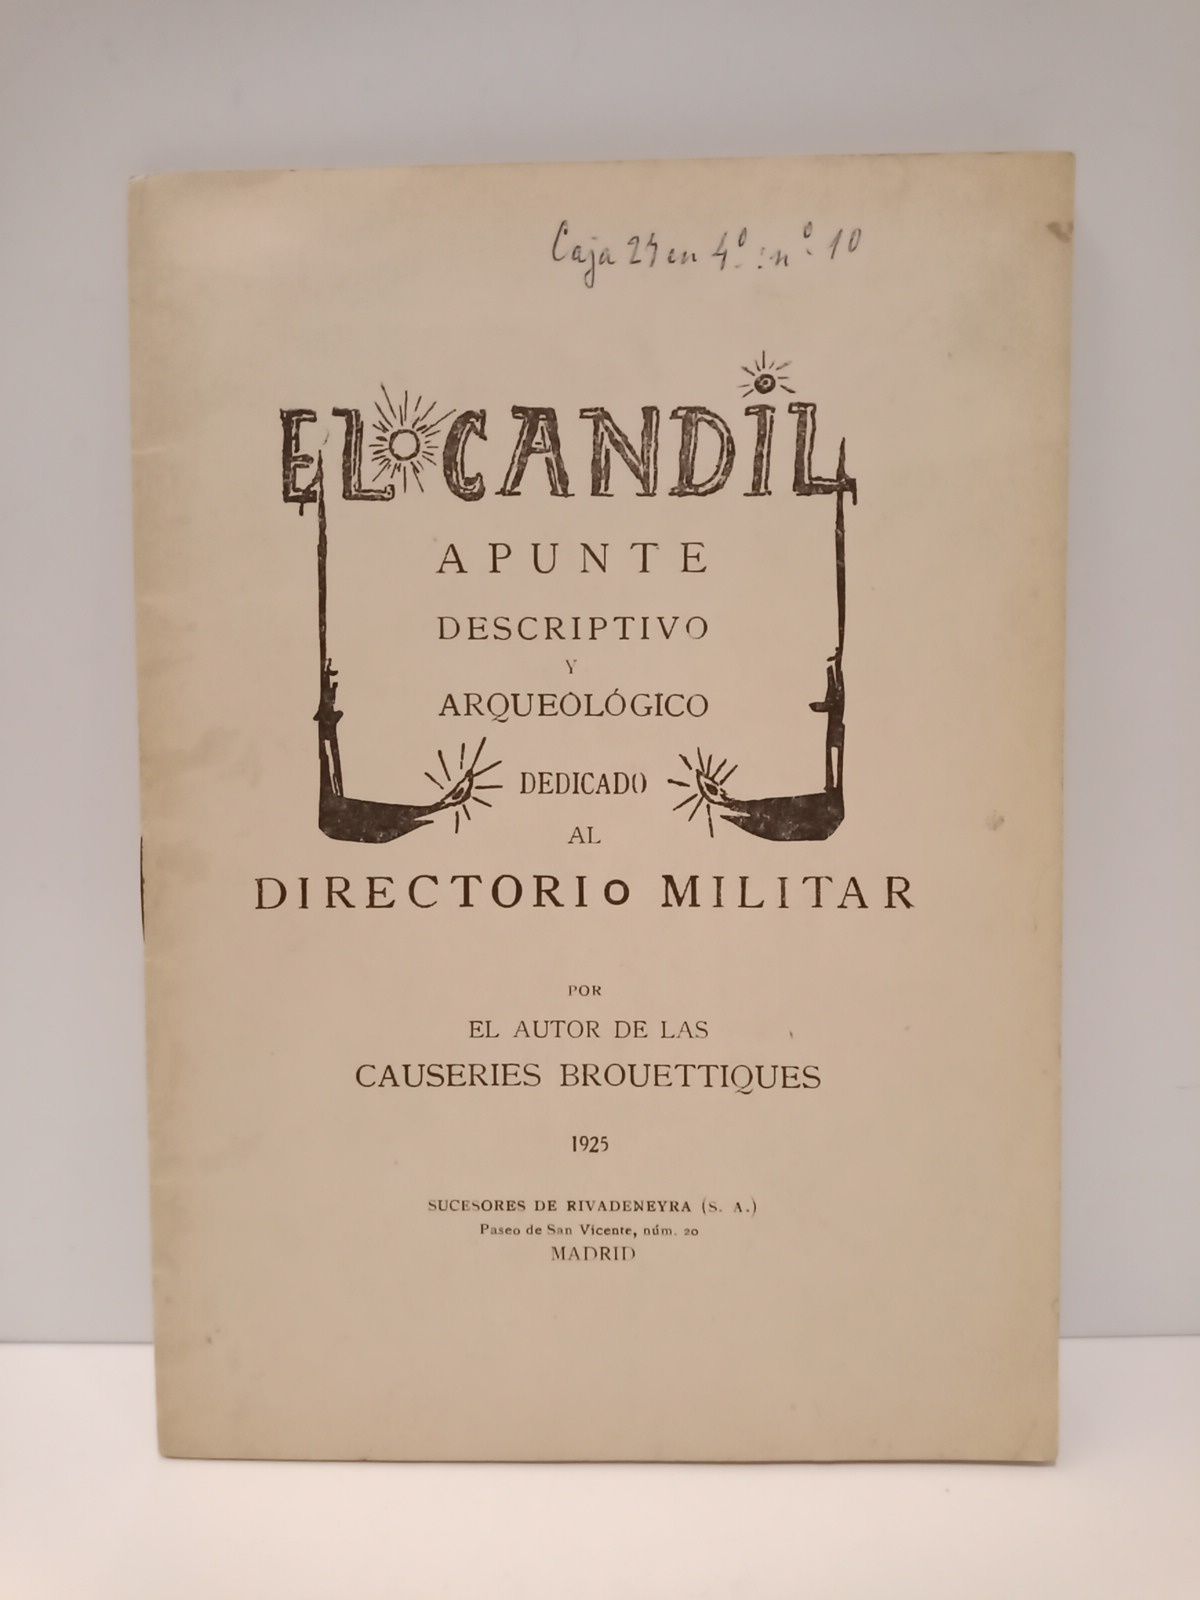 Caja 24 en 4º : nº 10
EL CANDIL
APUNTE
DESCRIPTIVO
Y
ARQUEOLÓGICO
DEDICADO
AL
DIRECTORIO MILITAR
POR
EL AUTOR DE LAS
CAUSERIES BROUETTIQUES
1925
SUCESORES DE RIVADENEYRA (S. A.)
Paseo de San Vicente, núm. 20
MADRID